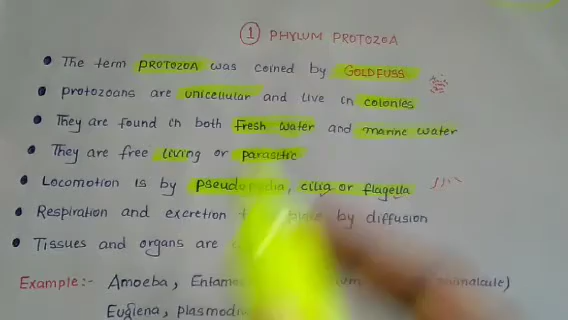 ① PHYLUM PROTOZOA
• The term PROTOZOA was coined by GOLDFUSS.
• protozoans are unicellular and live in colonies
• They are found in both fresh water and marine water
• They are free living or parasitic
• Locomotion is by pseudopodia, cilia or flagella
• Respiration and excretion by diffusion
• Tissues and organs are
Example:- Amoeba,
Euglena,